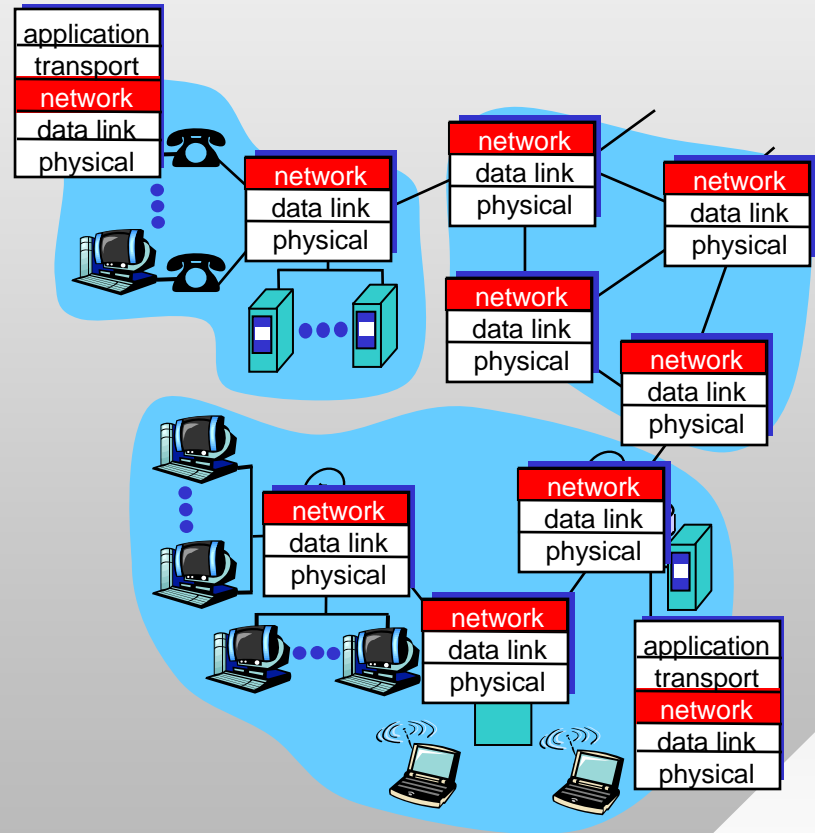 application
transport
network
data link
physical
network
data link
physical
network
data link
physical
network
data link
physical
network
data link
physical
network
data link
physical
network
data link
physical
network
data link
physical
network
data link
physical
application
transport
network
data link
physical